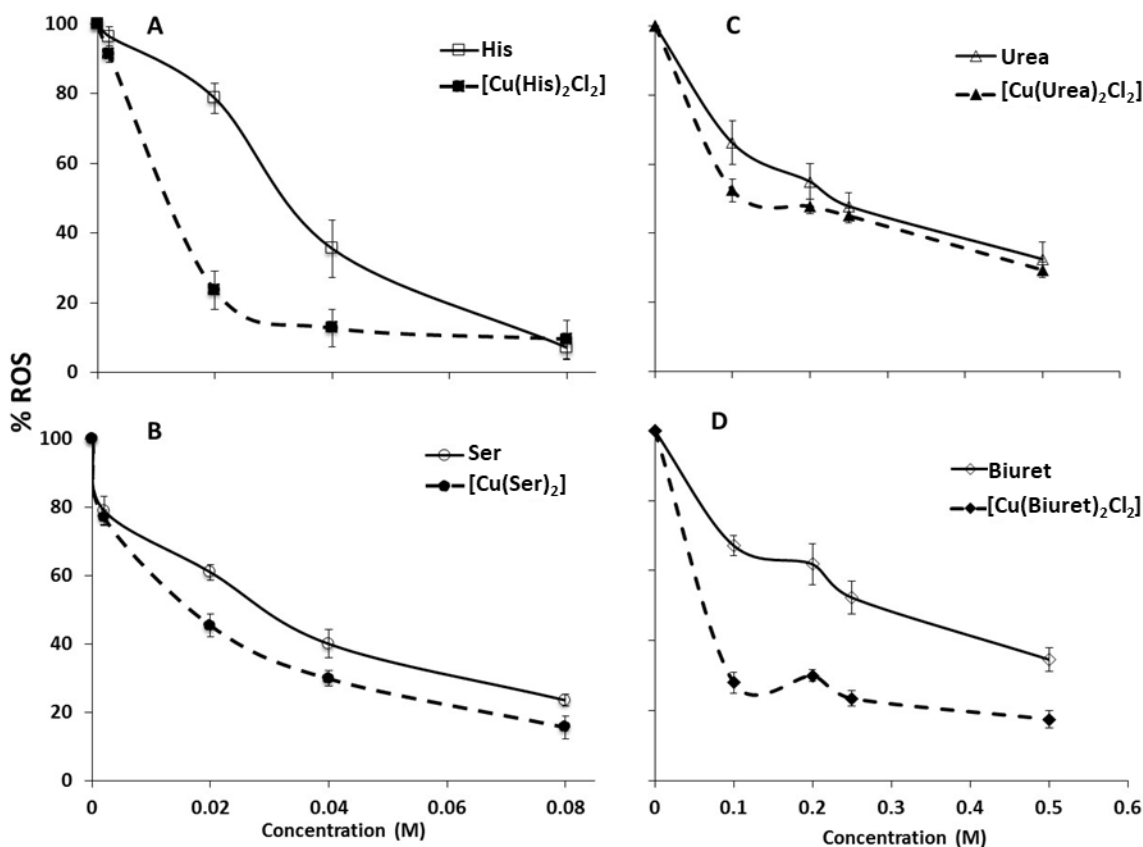 A
His
[Cu(His)₂Cl₂]
100
80
60
40
20
0
C
Urea
[Cu(Urea)₂Cl₂]
% ROS
B
Ser
[Cu(Ser)₂]
100
80
60
40
20
0
0
0.02
0.04
0.06
0.08
Concentration (M)
D
Biuret
[Cu(Biuret)₂Cl₂]
0
0.1
0.2
0.3
0.4
0.5
0.6
Concentration (M)